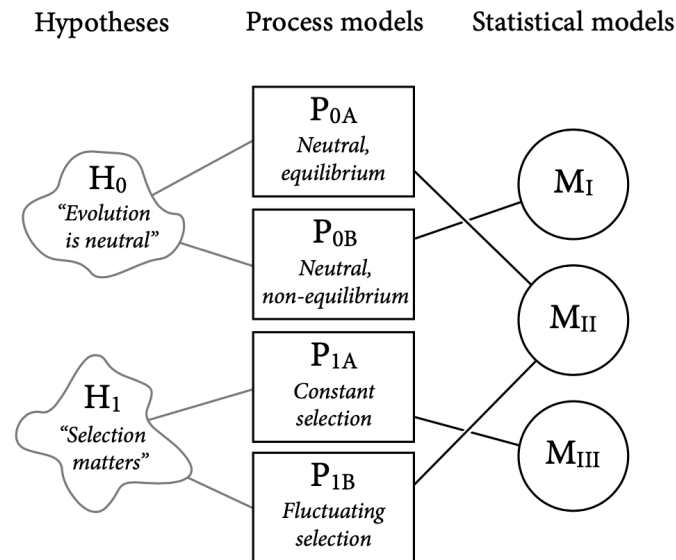 Hypotheses Process models Statistical models
P0A
Neutral,
equilibrium
H0
“Evolution
is neutral”
P0B
Neutral,
non-equilibrium
MI
MII
P1A
Constant
selection
H1
“Selection
matters”
P1B
Fluctuating
selection
MIII